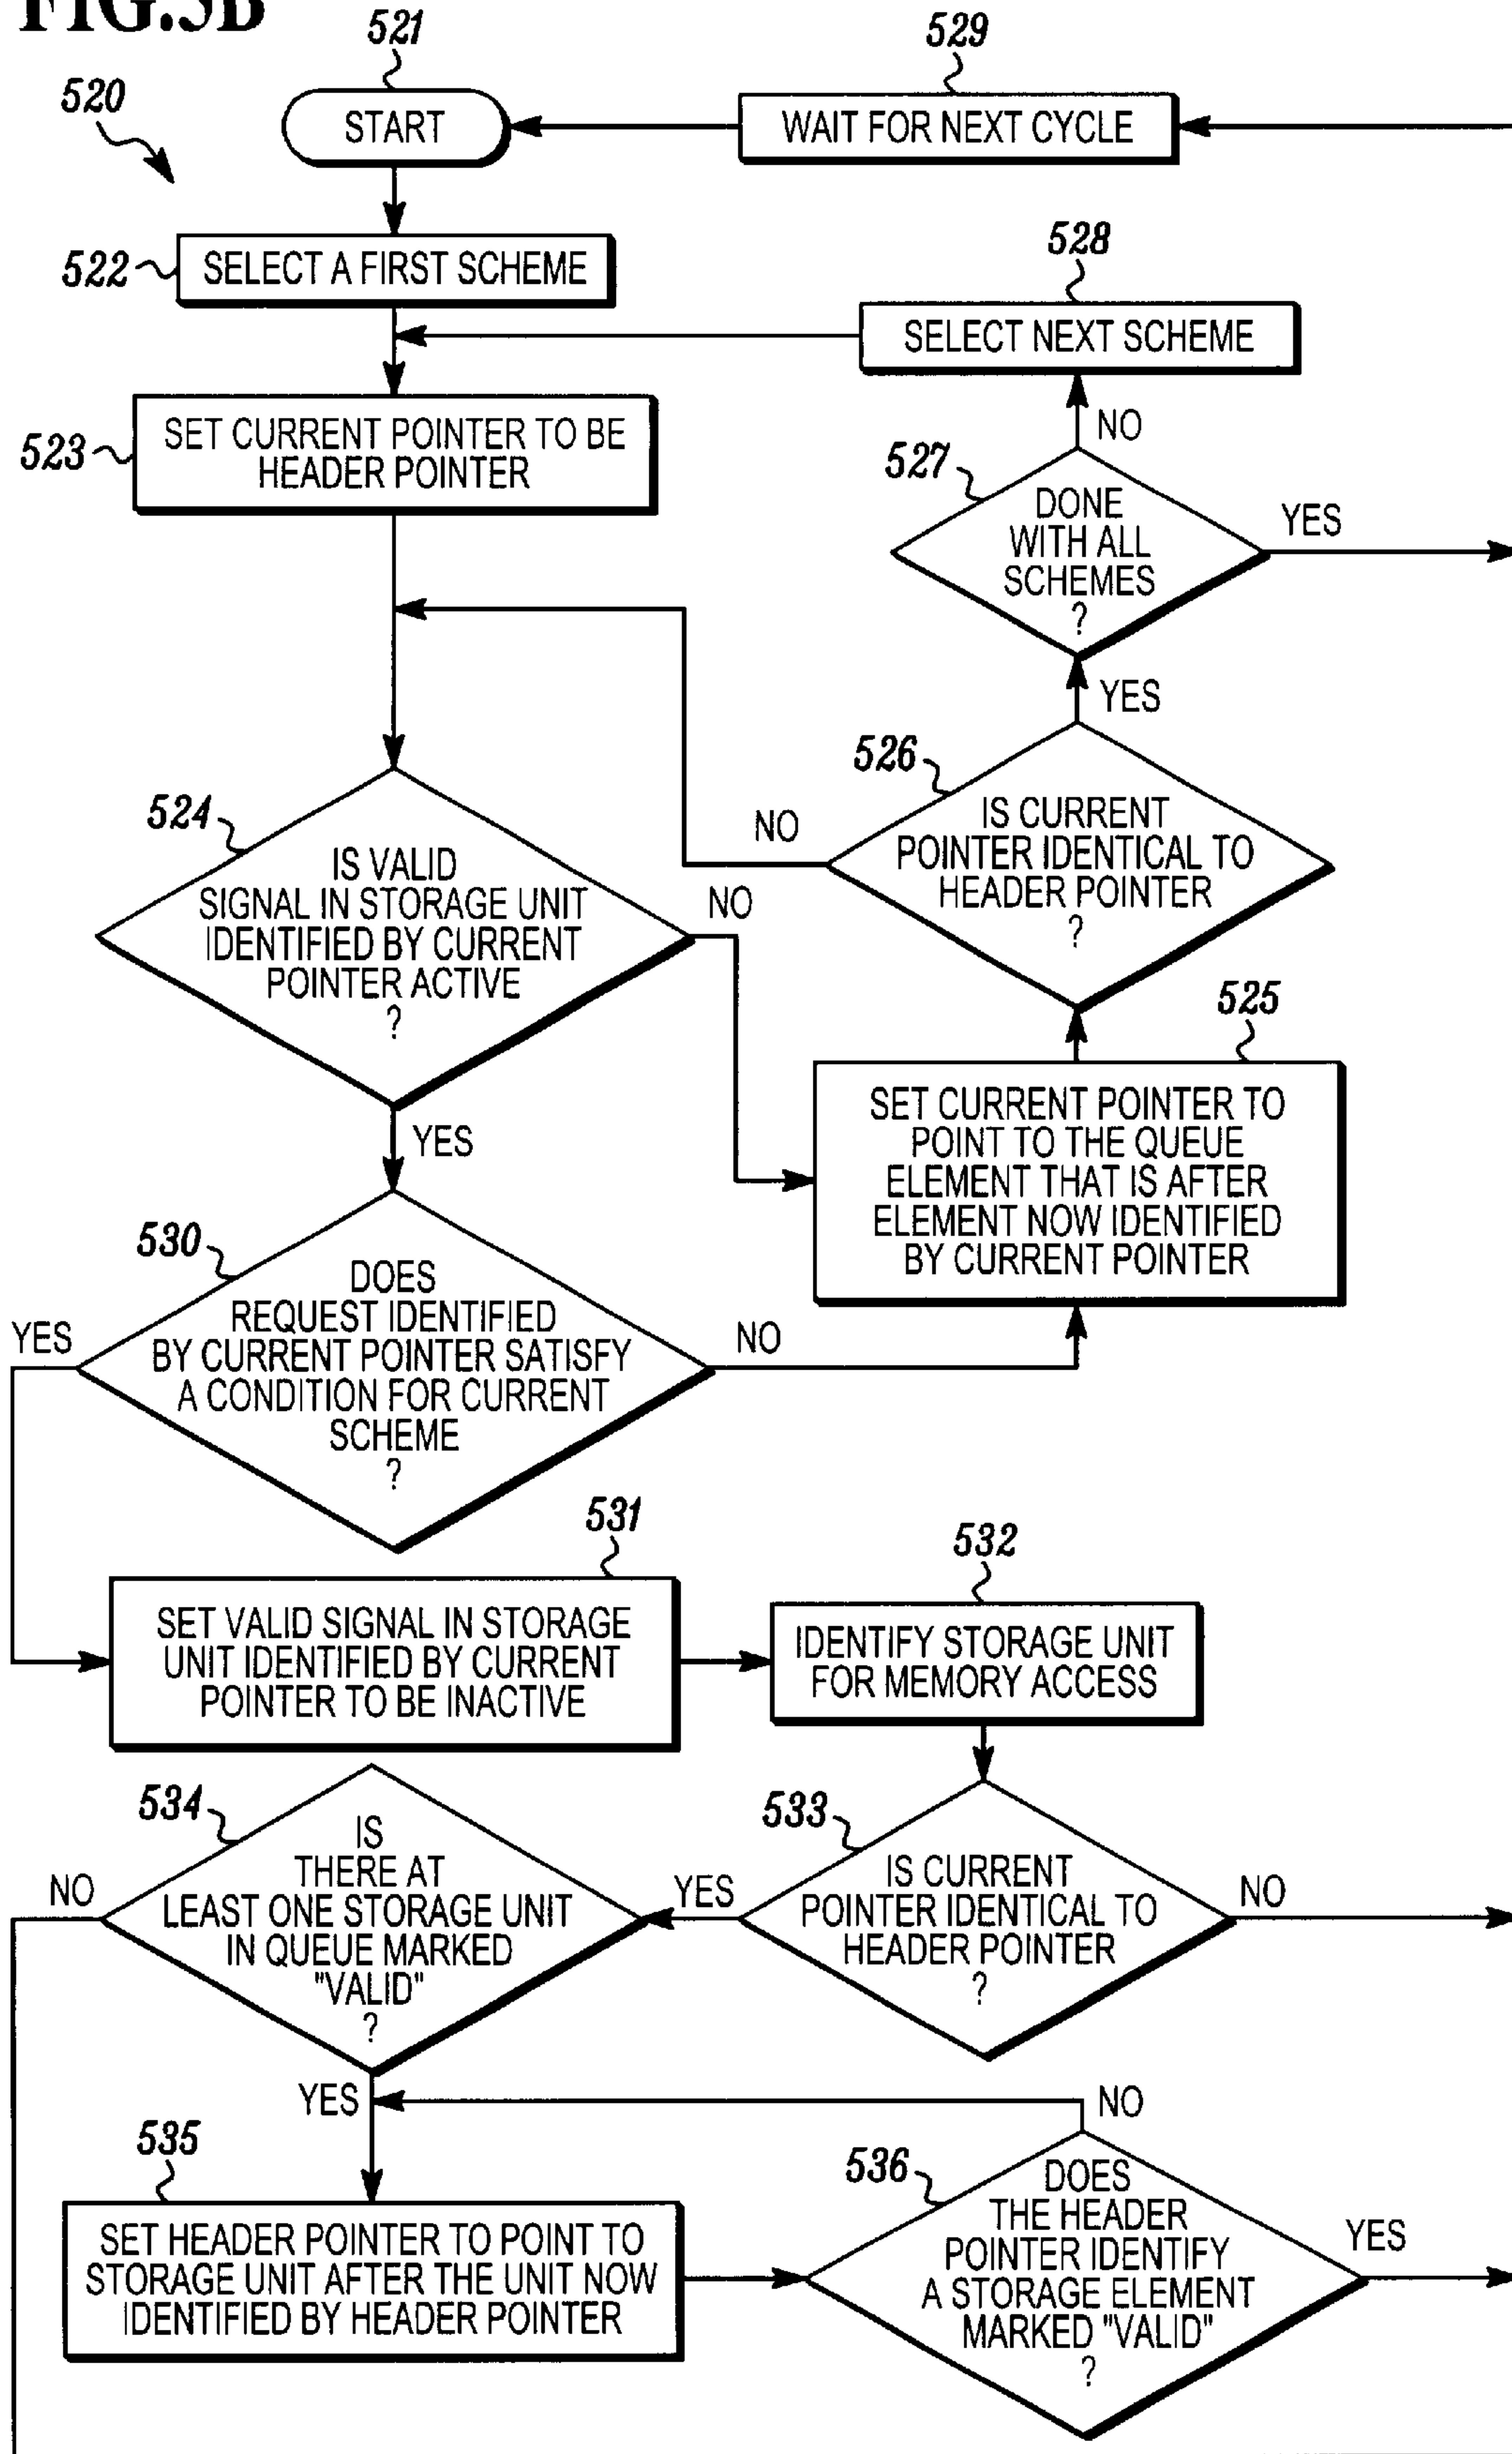 FIG.5B
521
529
520
START
WAIT FOR NEXT CYCLE
522
SELECT A FIRST SCHEME
528
SELECT NEXT SCHEME
NO
523
SET CURRENT POINTER TO BE
HEADER POINTER
527
DONE
WITH ALL
SCHEMES
?
YES
YES
526
IS CURRENT
POINTER IDENTICAL TO
HEADER POINTER
?
NO
524
IS VALID
SIGNAL IN STORAGE UNIT
IDENTIFIED BY CURRENT
POINTER ACTIVE
?
NO
YES
525
SET CURRENT POINTER TO
POINT TO THE QUEUE
ELEMENT THAT IS AFTER
ELEMENT NOW IDENTIFIED
BY CURRENT POINTER
530
DOES
REQUEST IDENTIFIED
BY CURRENT POINTER SATISFY
A CONDITION FOR CURRENT
SCHEME
?
YES
NO
531
SET VALID SIGNAL IN STORAGE
UNIT IDENTIFIED BY CURRENT
POINTER TO BE INACTIVE
532
IDENTIFY STORAGE UNIT
FOR MEMORY ACCESS
534
IS
THERE AT
LEAST ONE STORAGE UNIT
IN QUEUE MARKED
"VALID"
?
NO
YES
533
IS CURRENT
POINTER IDENTICAL TO
HEADER POINTER
?
NO
YES
NO
535
SET HEADER POINTER TO POINT TO
STORAGE UNIT AFTER THE UNIT NOW
IDENTIFIED BY HEADER POINTER
536
DOES
THE HEADER
POINTER IDENTIFY
A STORAGE ELEMENT
MARKED "VALID"
?
YES